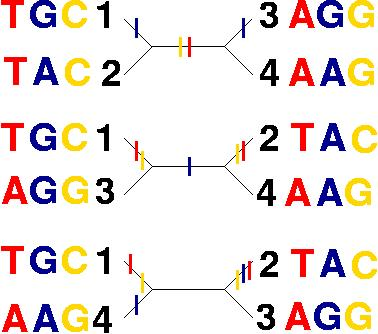 TGC 1 3 AGG
TAC 2 4 AAG
TGC 1 2 TAC
AGG 3 4 AAG
TGC 1 2 TAC
AAG 4 3 AGG